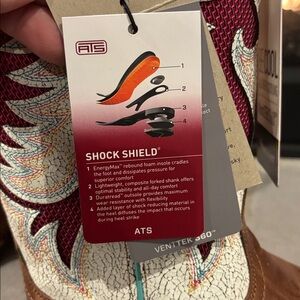 ATS
1
2
3
4
SHOCK SHIELD®
1 EnergyMax™ rebound foam insole cradles
the foot and dissipates pressure for
superior comfort
2 Lightweight, composite forked shank offers
optimal stability and all-day comfort
3 Duratread™ outsole provides maximum
wear resistance with flexibility
4 Added layer of shock reducing material in
the heel diffuses the impact that occurs
during heel strike
ATS
VENTTEK 360™